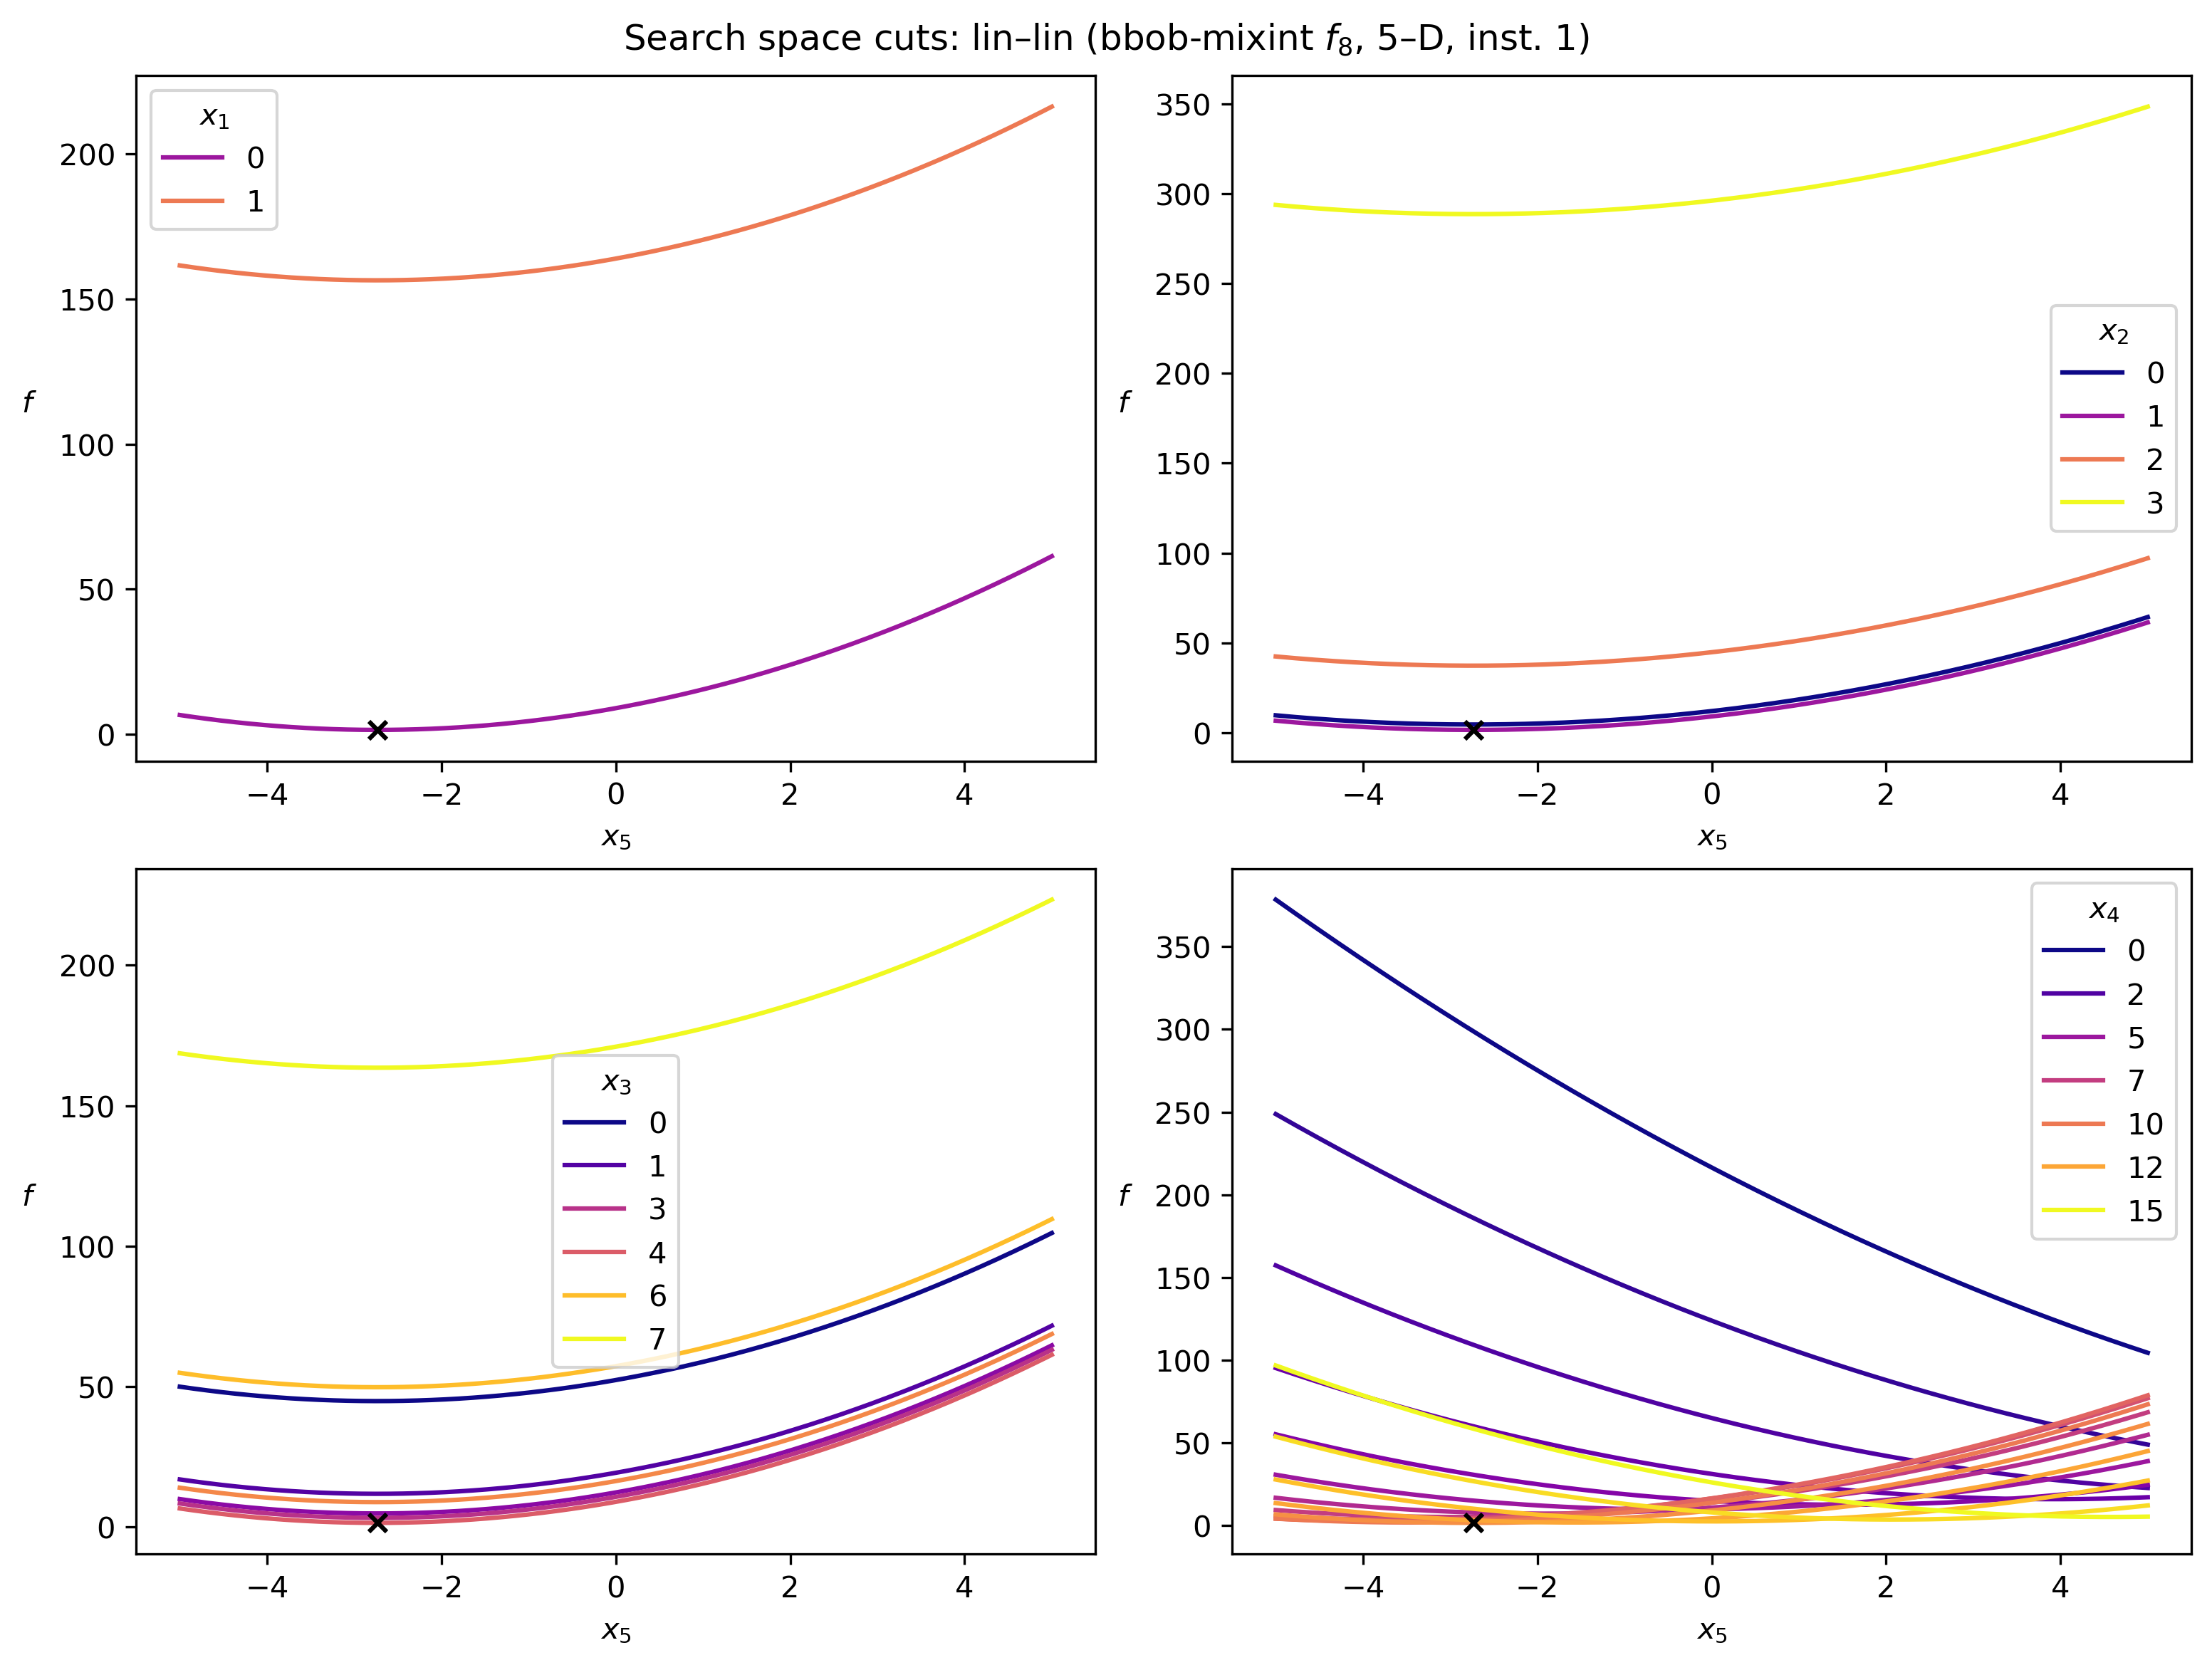 Search space cuts: lin–lin (bbob-mixint f₈, 5–D, inst. 1)
x₁
0
1
200
150
100
50
0
f
−4 −2 0 2 4
x₅
x₂
0
1
2
3
350
300
250
200
150
100
50
0
f
−4 −2 0 2 4
x₅
x₃
0
1
3
4
6
7
200
150
100
50
0
f
−4 −2 0 2 4
x₅
x₄
0
2
5
7
10
12
15
350
300
250
200
150
100
50
0
f
−4 −2 0 2 4
x₅